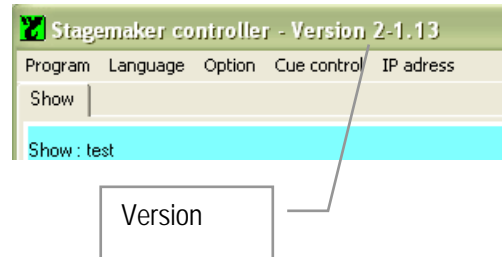 Stagemaker controller - Version 2-1.13
Program Language Option Cue control IP adress
Show
Show : test
Version